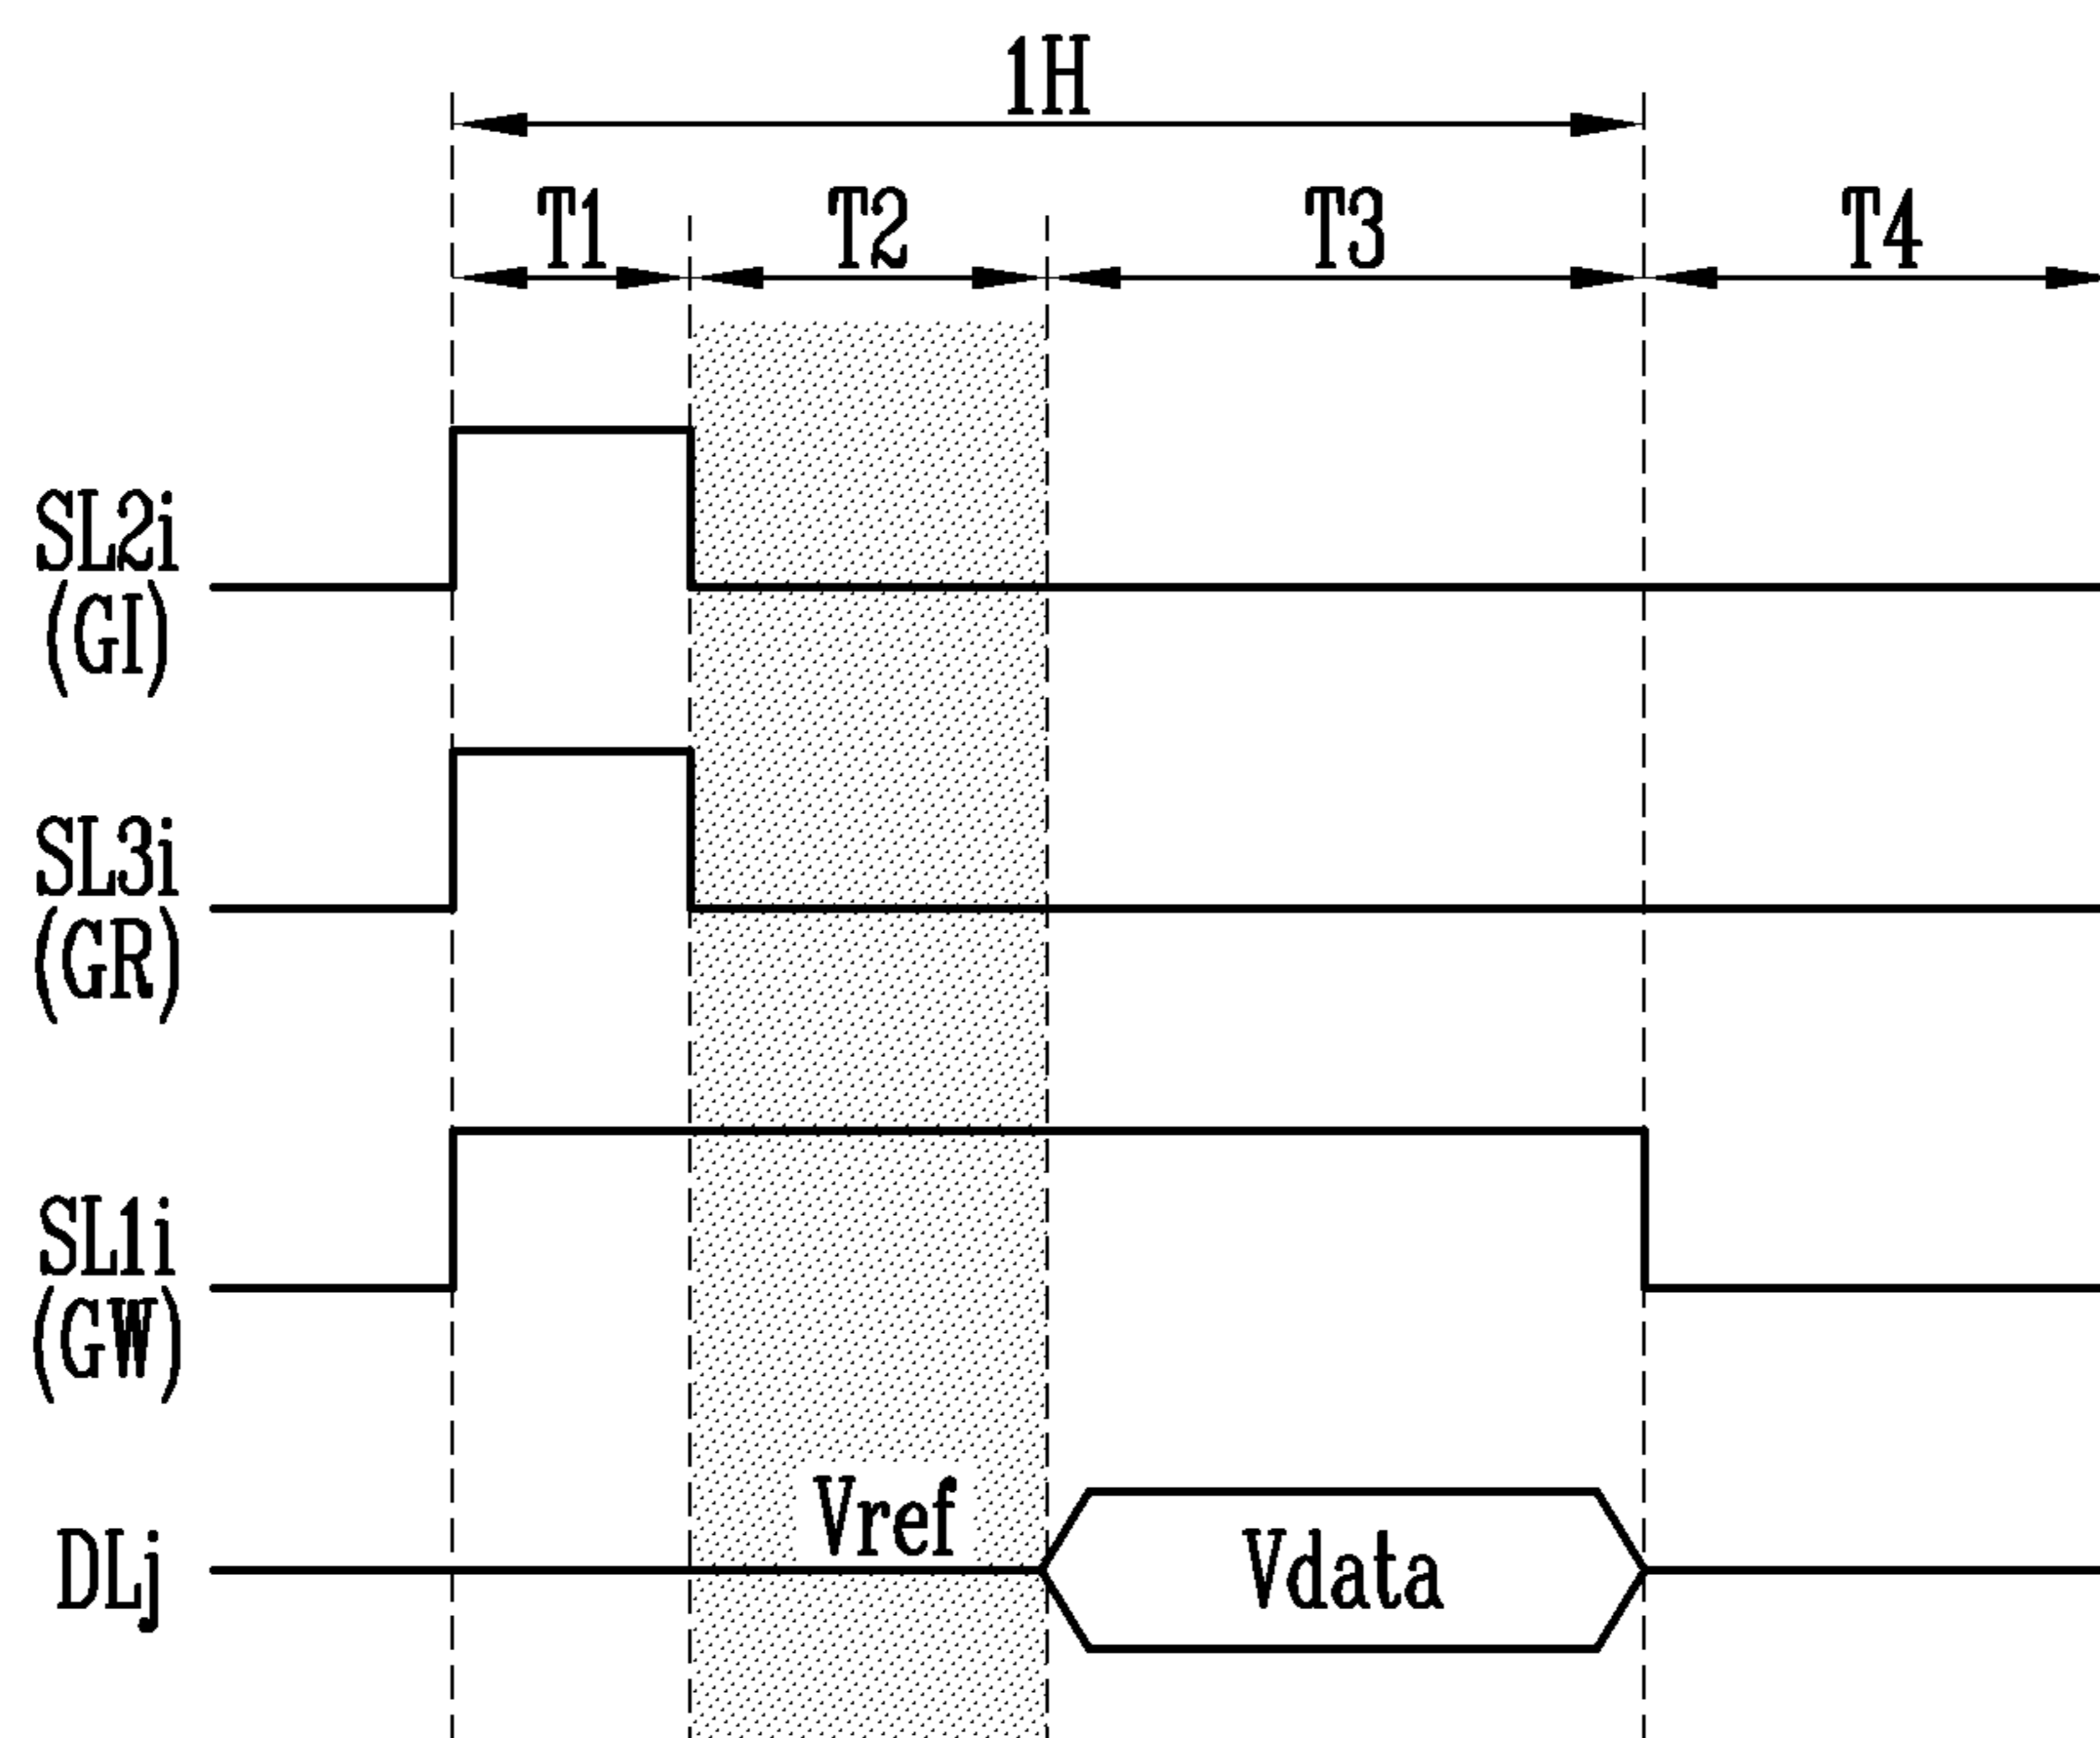 1H
T1 T2 T3 T4
SL2i
(GI)
SL3i
(GR)
SL1i
(GW)
Vref
DLj
Vdata